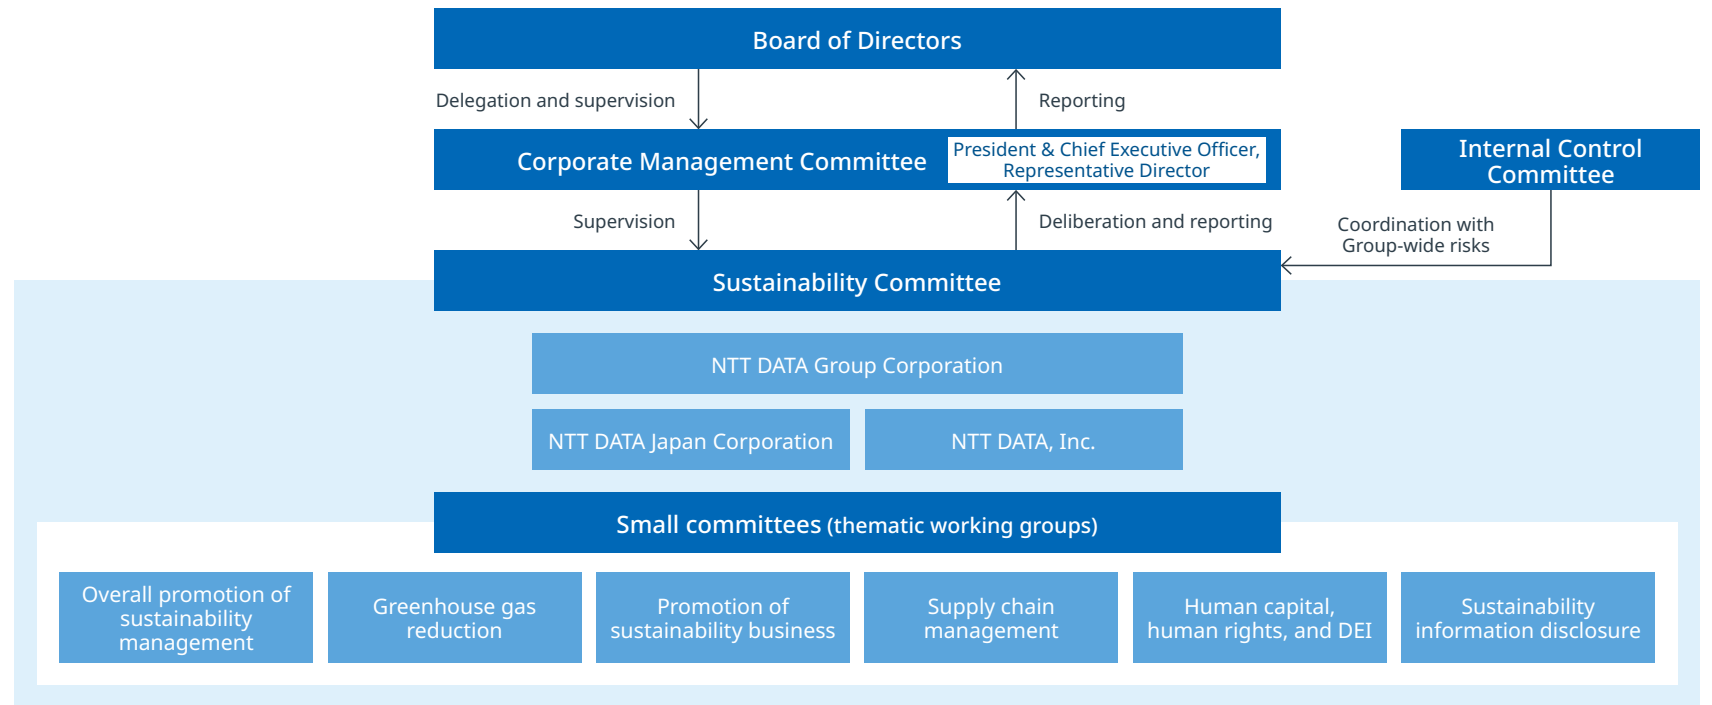 Board of Directors
Delegation and supervision
Reporting
Corporate Management Committee
President & Chief Executive Officer,
Representative Director
Internal Control
Committee
Supervision
Deliberation and reporting
Coordination with
Group-wide risks
Sustainability Committee
NTT DATA Group Corporation
NTT DATA Japan Corporation
NTT DATA, Inc.
Small committees (thematic working groups)
Overall promotion of
sustainability
management
Greenhouse gas
reduction
Promotion of
sustainability business
Supply chain
management
Human capital,
human rights, and DEI
Sustainability
information disclosure